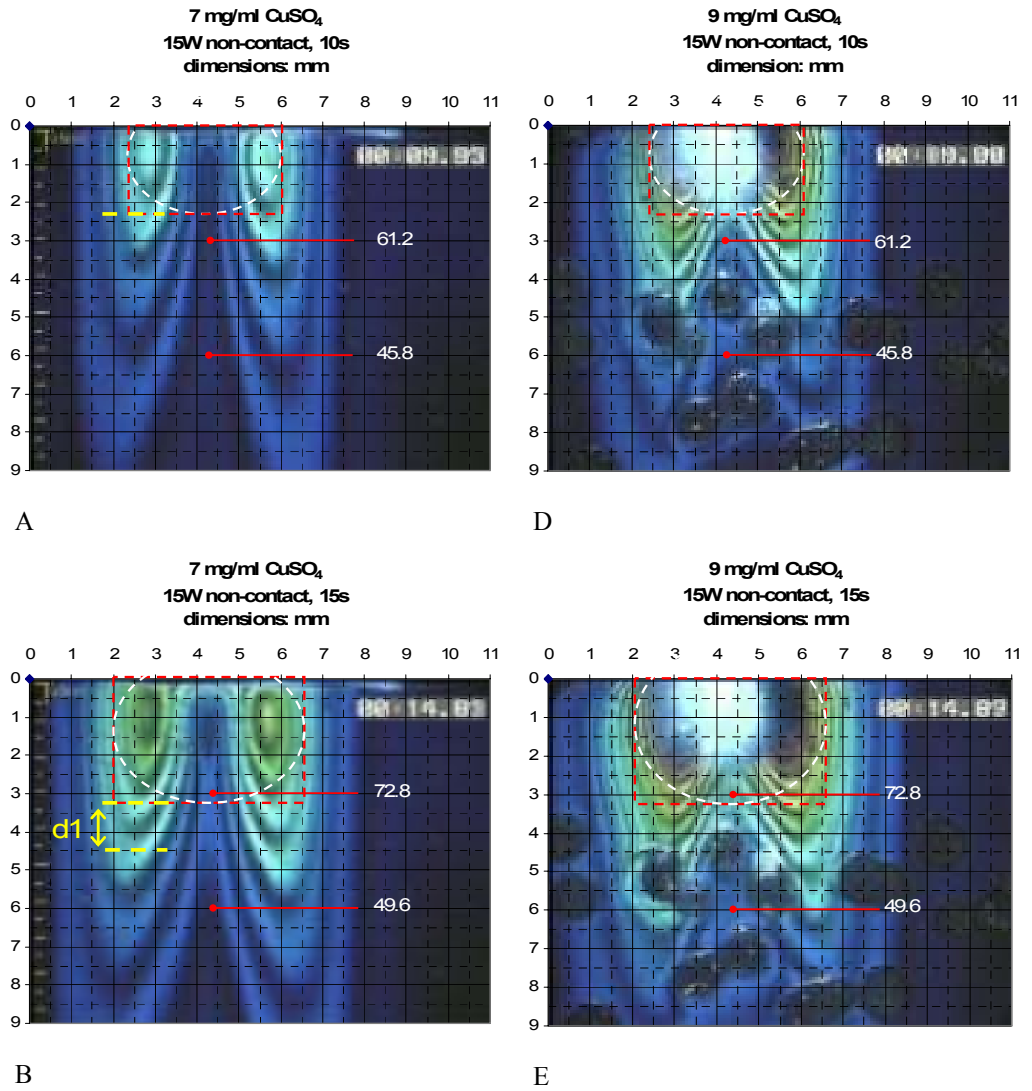 7 mg/ml CuSO₄
15W non-contact, 10s
dimensions: mm
0 1 2 3 4 5 6 7 8 9 10 11
0
1
2
3
4
5
6
7
8
9
00:09.93
61.2
45.8
A
9 mg/ml CuSO₄
15W non-contact, 10s
dimension: mm
0 1 2 3 4 5 6 7 8 9 10 11
0
1
2
3
4
5
6
7
8
9
61.2
45.8
D
7 mg/ml CuSO₄
15W non-contact, 15s
dimensions: mm
0 1 2 3 4 5 6 7 8 9 10 11
0
1
2
3
4
5
6
7
8
9
d1
72.8
49.6
B
9 mg/ml CuSO₄
15W non-contact, 15s
dimensions: mm
0 1 2 3 5 6 7 8 9 10 11
0
1
2
3
4
5
6
7
8
9
72.8
49.6
E